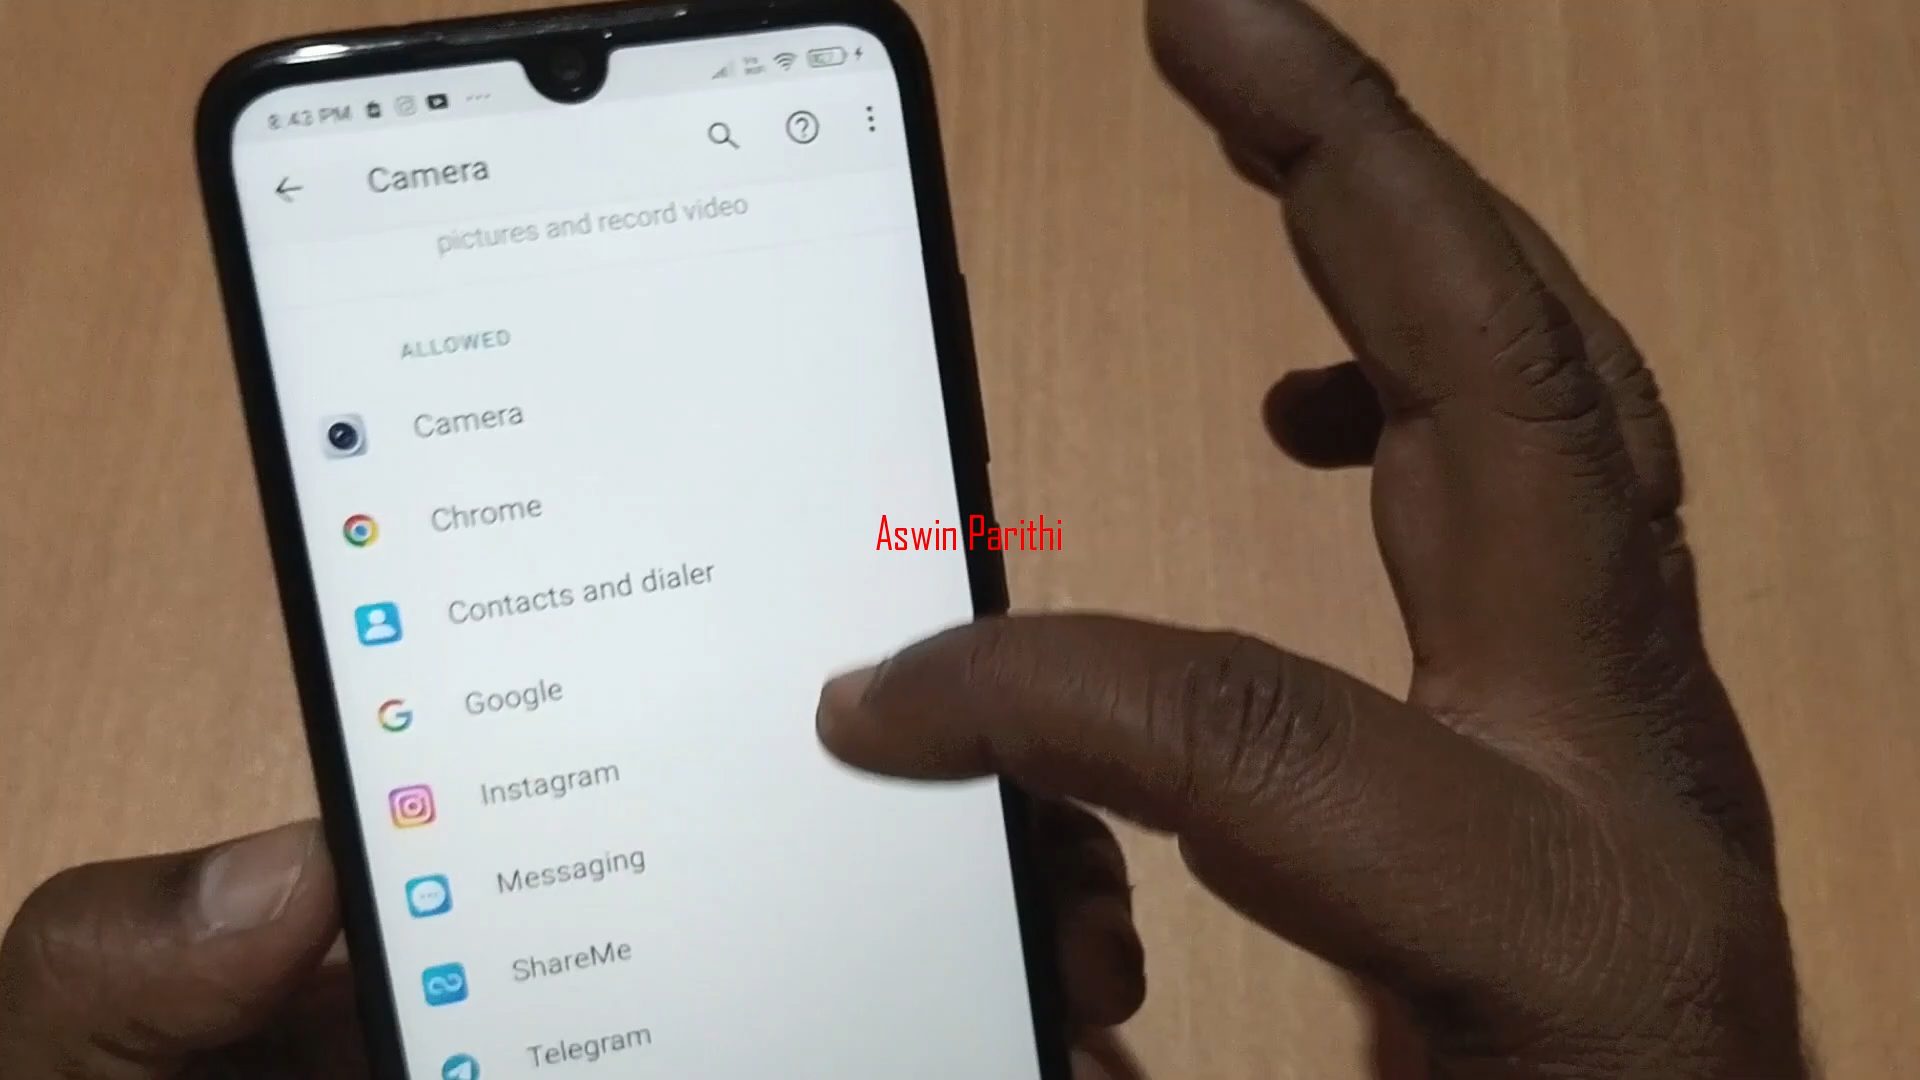 8:43 PM
Camera
pictures and record video
ALLOWED
Camera
Chrome
Contacts and dialer
Aswin Parithi
Google
Instagram
Messaging
ShareMe
Telegram